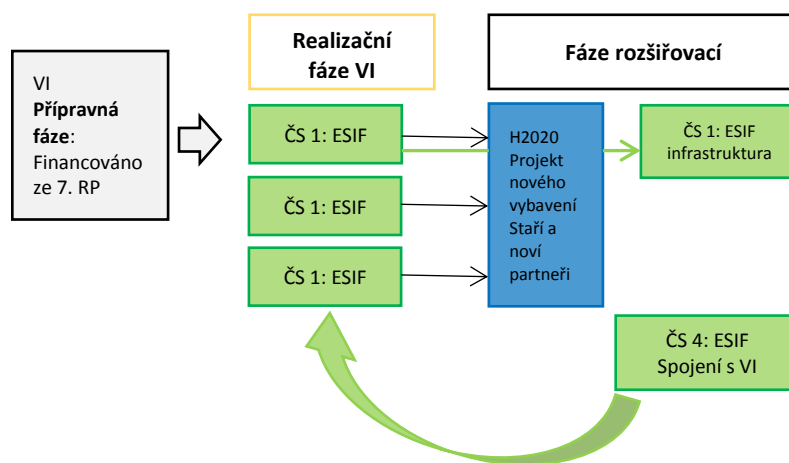 Realizační
fáze VI
Fáze rozšiřovací
VI
Přípravná
fáze:
Financováno
ze 7. RP
ČS 1: ESIF
ČS 1: ESIF
ČS 1: ESIF
H2020
Projekt
nového
vybavení
Staří a
noví
partneři
ČS 1: ESIF
infrastruktura
ČS 4: ESIF
Spojení s VI